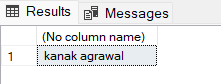 Results Messages
(No column name)
1 kanak agrawal